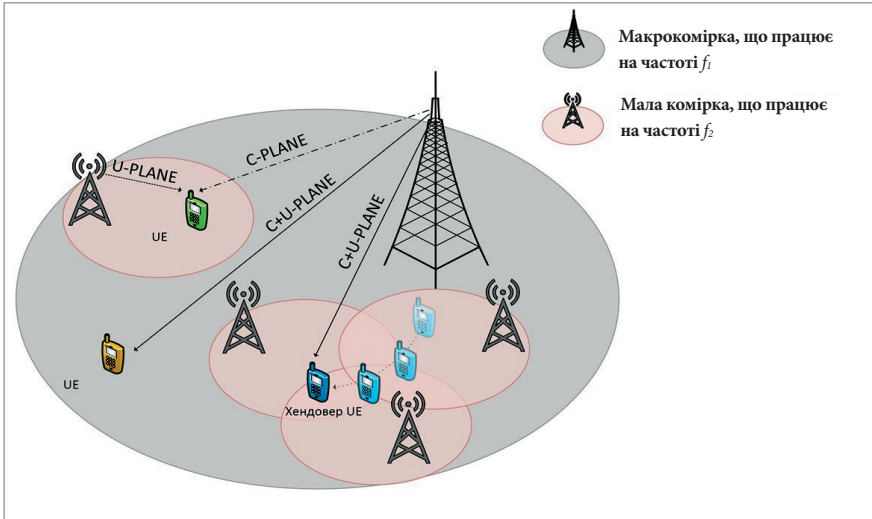 Макрокомірка, що працює
на частоті f₁
Мала комірка, що працює
на частоті f₂
C-PLANE
U-PLANE
C+U-PLANE
C+U-PLANE
UE
UE
Хендовер UE